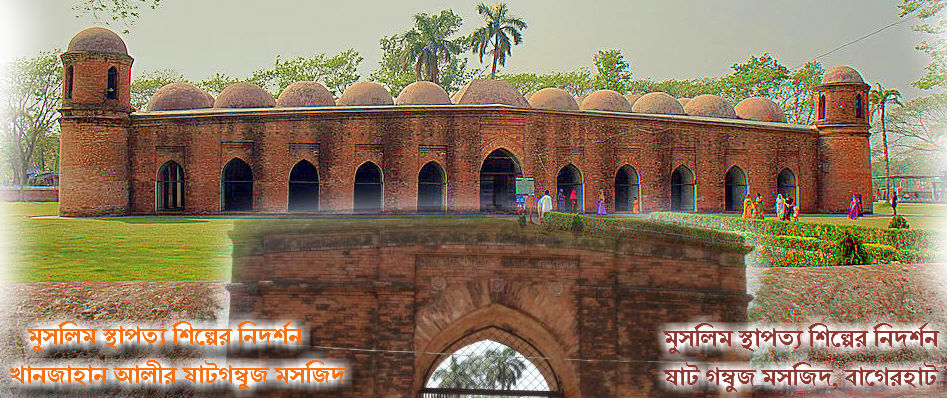 মুসলিম স্থাপত্য শিল্পের নিদর্শন
খানজাহান আলীর ষাটগম্বুজ মসজিদ
মুসলিম স্থাপত্য শিল্পের নিদর্শন
ষাট গম্বুজ মসজিদ, বাগেরহাট